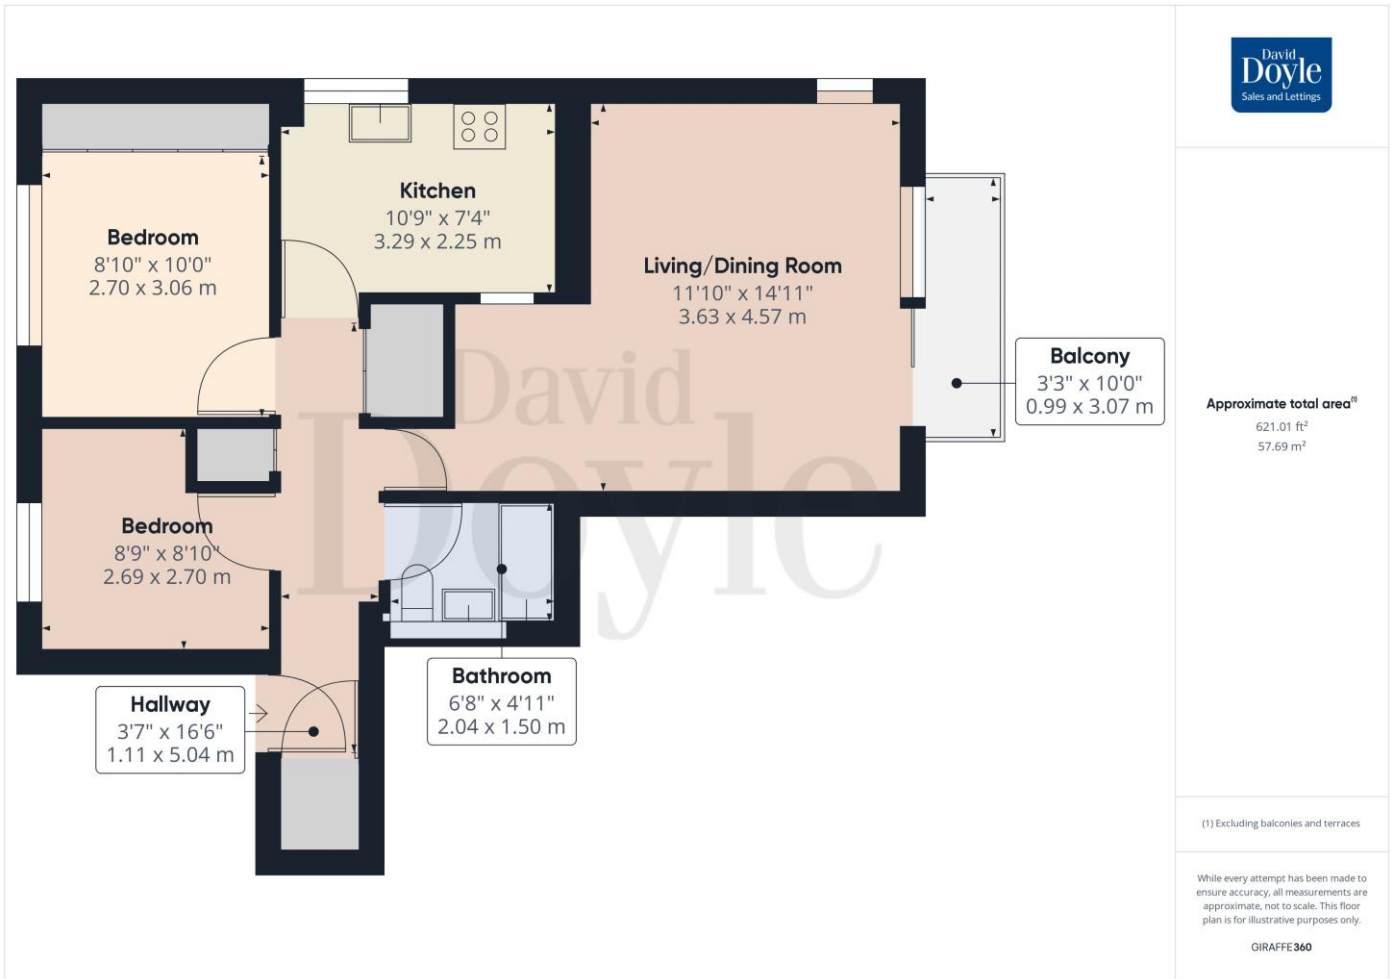 David
Doyle
Sales and Lettings
Kitchen
10'9" x 7'4"
3.29 x 2.25 m
Bedroom
8'10" x 10'0"
2.70 x 3.06 m
Living/Dining Room
11'10" x 14'11"
3.63 x 4.57 m
Balcony
3'3" x 10'0"
0.99 x 3.07 m
David
Doyle
Bedroom
8'9" x 8'10"
2.69 x 2.70 m
Bathroom
6'8" x 4'11"
2.04 x 1.50 m
Hallway
3'7" x 16'6"
1.11 x 5.04 m
Approximate total area(1)
621.01 ft²
57.69 m²
(1) Excluding balconies and terraces
While every attempt has been made to
ensure accuracy, all measurements are
approximate, not to scale. This floor
plan is for illustrative purposes only.
GIRAFFE360